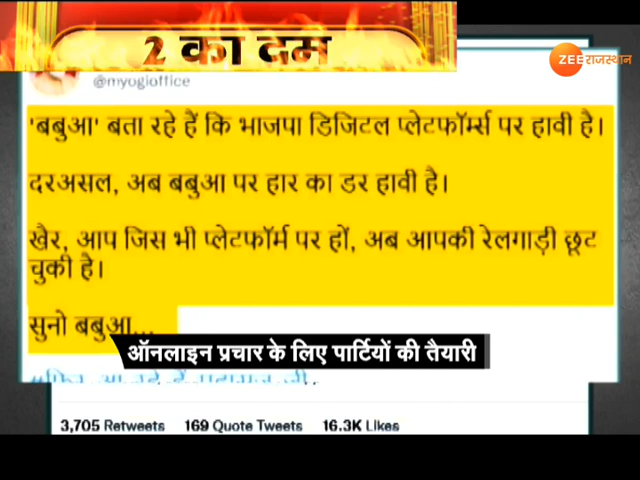 2 का दम
ZEE राजस्थान
@myogioffice
'बबुआ' बता रहे हैं कि भाजपा डिजिटल प्लेटफॉर्म्स पर हावी है।
दरअसल, अब बबुआ पर हार का डर हावी है।
खैर, आप जिस भी प्लेटफॉर्म पर हों, अब आपकी रेलगाड़ी छूट
चुकी है।
सुनो बबुआ...
ऑनलाइन प्रचार के लिए पार्टियों की तैयारी
3,705 Retweets 169 Quote Tweets 16.3K Likes